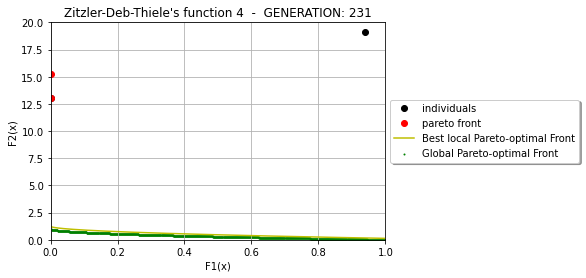 Zitzler-Deb-Thiele's function 4 - GENERATION: 231
20.0
17.5
15.0
12.5
10.0
7.5
5.0
2.5
0.0
F2(x)
0.0 0.2 0.4 0.6 0.8 1.0
F1(x)
individuals
pareto front
Best local Pareto-optimal Front
Global Pareto-optimal Front